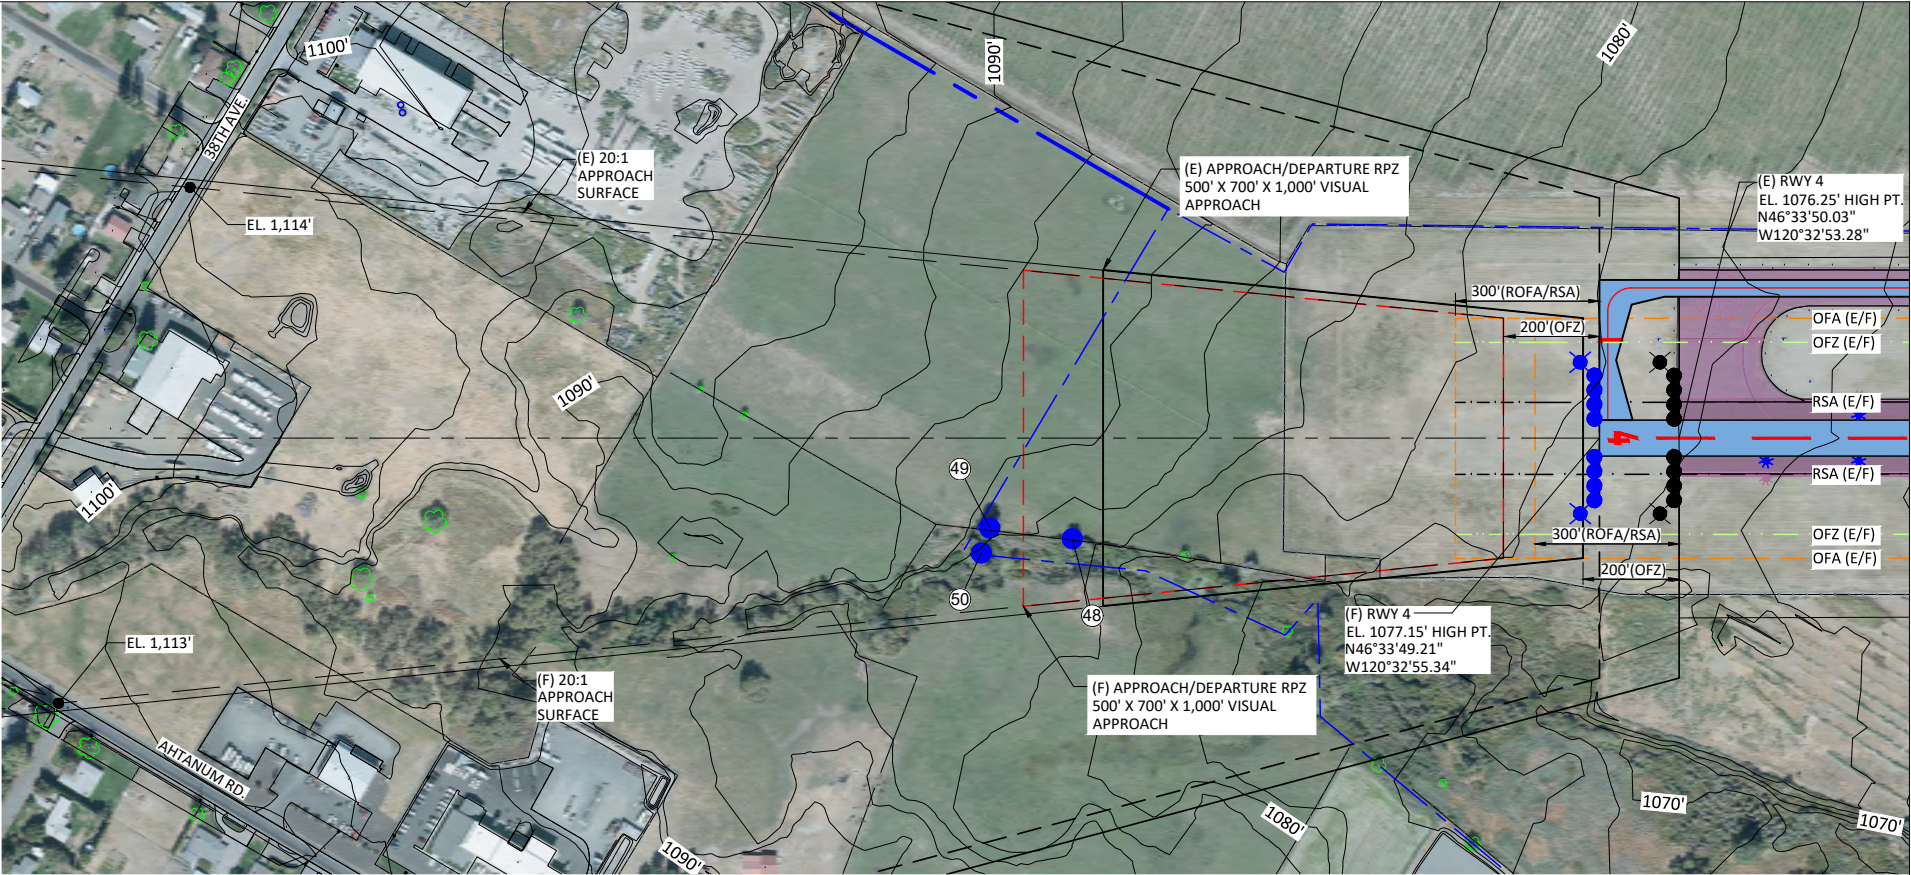 1100'
38TH AVE.
(E) 20:1
APPROACH
SURFACE
EL. 1,114'
1090'
1080'
(E) APPROACH/DEPARTURE RPZ
500' X 700' X 1,000' VISUAL
APPROACH
(E) RWY 4
EL. 1076.25' HIGH PT.
N46°33'50.03"
W120°32'53.28"
300'(ROFA/RSA)
200'(OFZ)
OFA (E/F)
OFZ (E/F)
RSA (E/F)
4
RSA (E/F)
OFZ (E/F)
OFA (E/F)
300'(ROFA/RSA)
200'(OFZ)
1090'
1100'
49
50
48
(F) RWY 4
EL. 1077.15' HIGH PT.
N46°33'49.21"
W120°32'55.34"
EL. 1,113'
(F) 20:1
APPROACH
SURFACE
(F) APPROACH/DEPARTURE RPZ
500' X 700' X 1,000' VISUAL
APPROACH
AHTANUM RD.
1090'
1080'
1070'
1070'